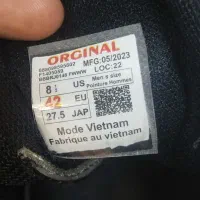 ORGINAL
MFG:05/2023
LOC:22
8½ US
Men s size
Pointure Hommes
42 EU
27.5 JAP
Mode Vietnam
Fabrique au vietnam